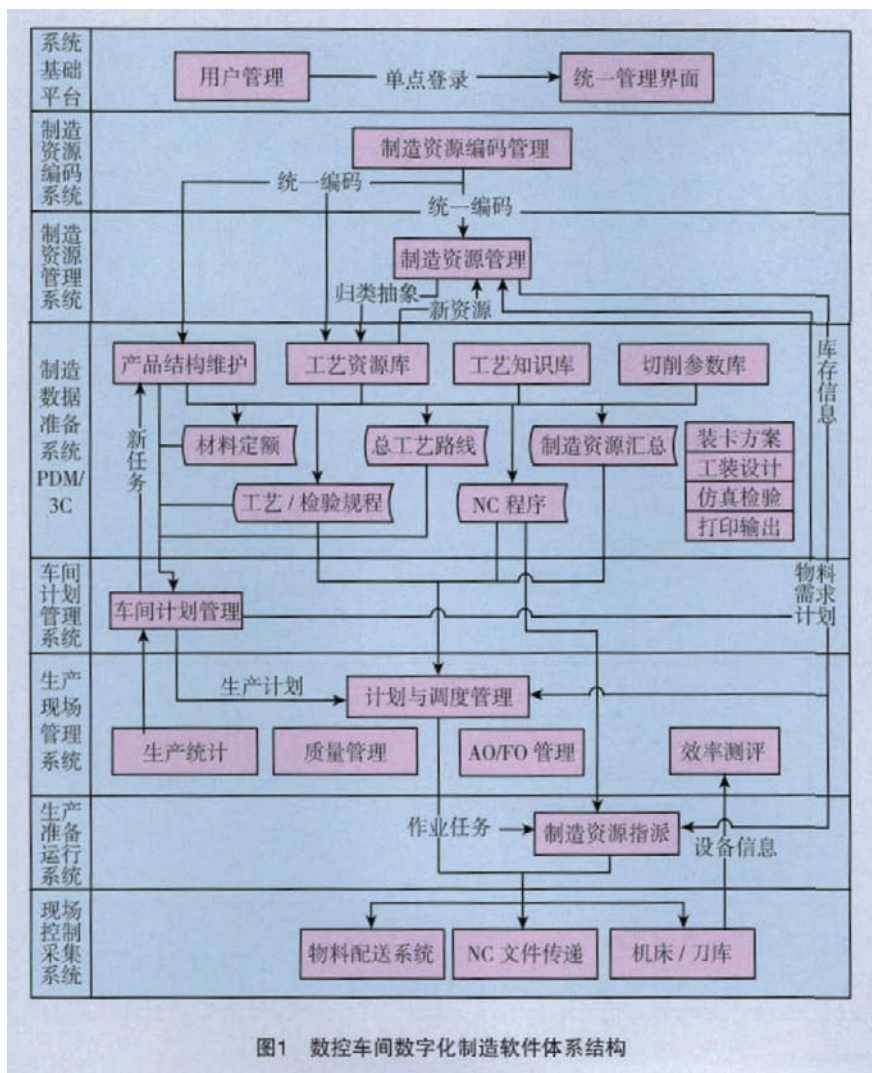 系统
基础
平台
用户管理
单点登录
统一管理界面
制造
资源
编码
系统
制造资源编码管理
统一编码
统一编码
制造
资源
管理
系统
制造资源管理
归类抽象
新资源
库存信息
制造
数据
准备
系统
PDM/
3C
产品结构维护
工艺资源库
工艺知识库
切削参数库
新任务
材料定额
总工艺路线
制造资源汇总
装卡方案
工装设计
仿真检验
打印输出
工艺/检验规程
NC 程序
车间
计划
管理
系统
车间计划管理
物料
需求
计划
生产
现场
管理
系统
生产计划
计划与调度管理
生产统计
质量管理
AO/FO 管理
效率测评
生产
准备
运行
系统
作业任务
制造资源指派
设备信息
现场
控制
采集
系统
物料配送系统
NC 文件传递
机床/刀库
图1 数控车间数字化制造软件体系结构